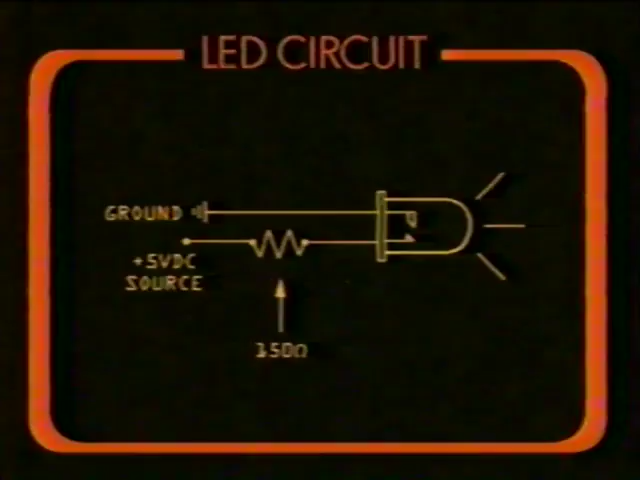 LED CIRCUIT
GROUND
+5VDC
SOURCE
150Ω